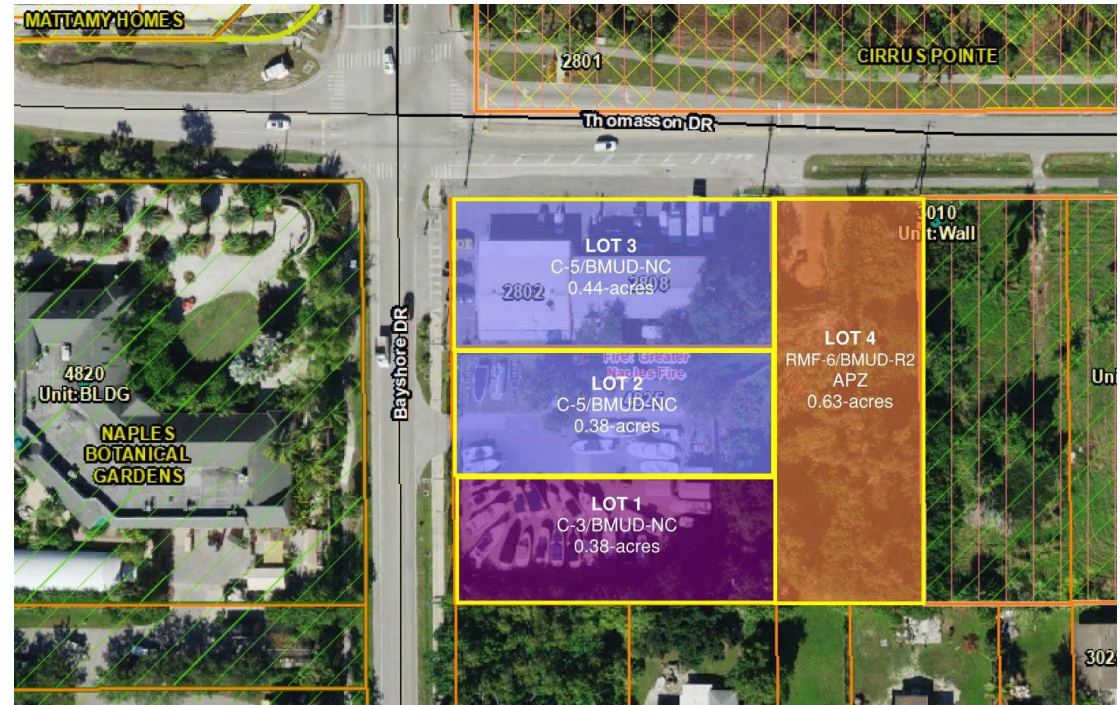 MATTAMY HOMES
2801
CIRRUS POINTE
Thomasson DR
3010
Unit:Wall
LOT 3
C-5/BMUD-NC
0.44-acres
2802
2808
Bayshore DR
LOT 4
RMF-6/BMUD-R2
APZ
0.63-acres
Fire: Greater
Naples Fire
LOT 2
C-5/BMUD-NC
0.38-acres
4820
Unit:BLDG
Uni
NAPLES
BOTANICAL
GARDENS
LOT 1
C-3/BMUD-NC
0.38-acres
302